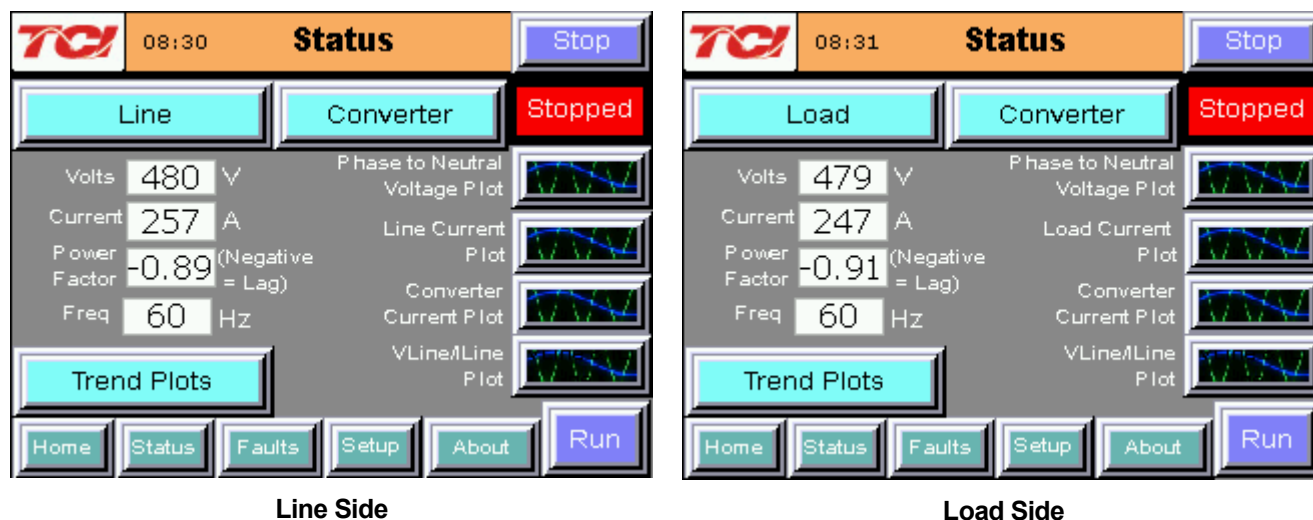 TCI 08:30 Status Stop
Line Converter Stopped
Volts 480 V
Phase to Neutral
Voltage Plot
Current 257 A
Line Current
Plot
Power
Factor -0.89 (Negative
= Lag)
Converter
Current Plot
Freq 60 Hz
VLine/ILine
Plot
Trend Plots
Home Status Faults Setup About Run
Line Side
TCI 08:31 Status Stop
Load Converter Stopped
Volts 479 V
Phase to Neutral
Voltage Plot
Current 247 A
Load Current
Plot
Power
Factor -0.91 (Negative
= Lag)
Converter
Current Plot
Freq 60 Hz
VLine/ILine
Plot
Trend Plots
Home Status Faults Setup About Run
Load Side